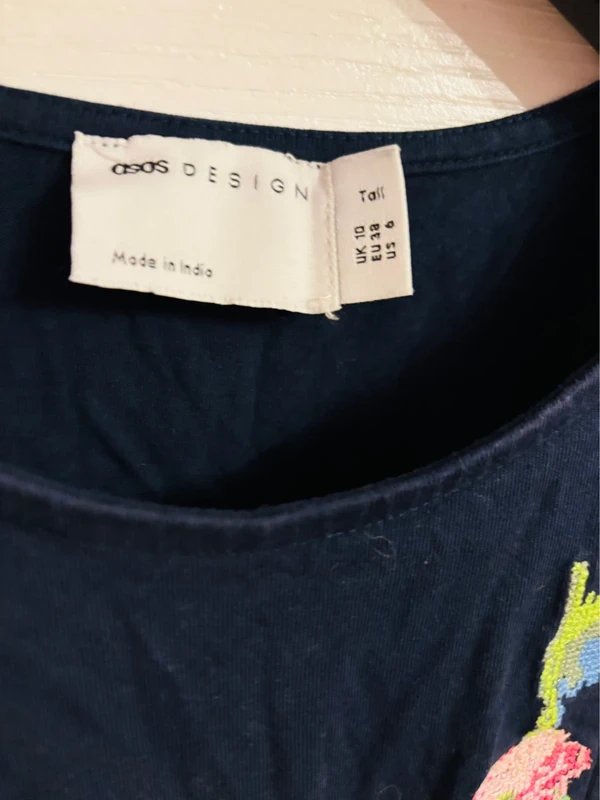 asos DESIGN
Made in India
Tall
UK 10
EU 38
US 6